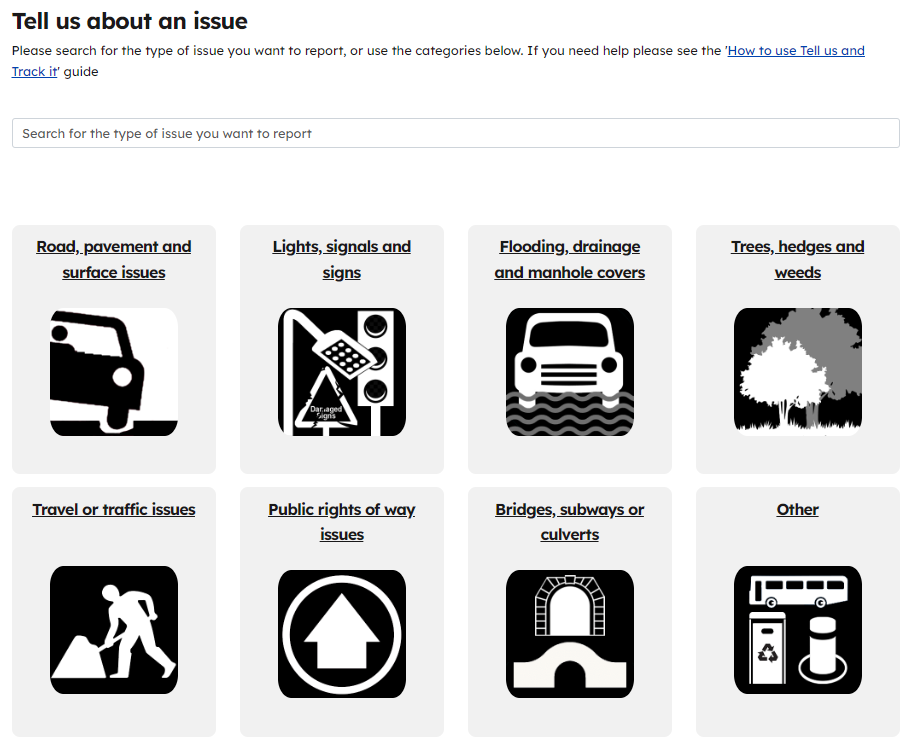 Tell us about an issue
Please search for the type of issue you want to report, or use the categories below. If you need help please see the 'How to use Tell us and
Track it' guide
Search for the type of issue you want to report
Road, pavement and
surface issues
Lights, signals and
signs
Damaged
Signs
Flooding, drainage
and manhole covers
Trees, hedges and
weeds
Travel or traffic issues
Public rights of way
issues
Bridges, subways or
culverts
Other